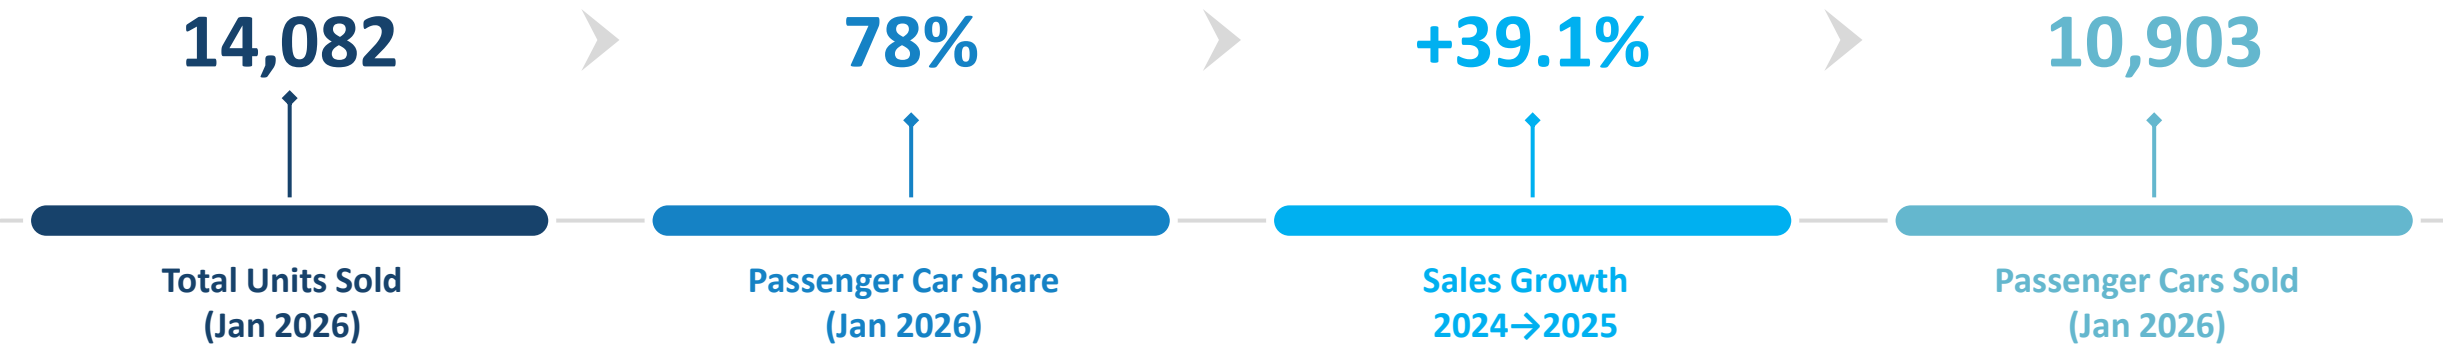 14,082
78%
+39.1%
10,903
Total Units Sold
(Jan 2026)
Passenger Car Share
(Jan 2026)
Sales Growth
2024→2025
Passenger Cars Sold
(Jan 2026)